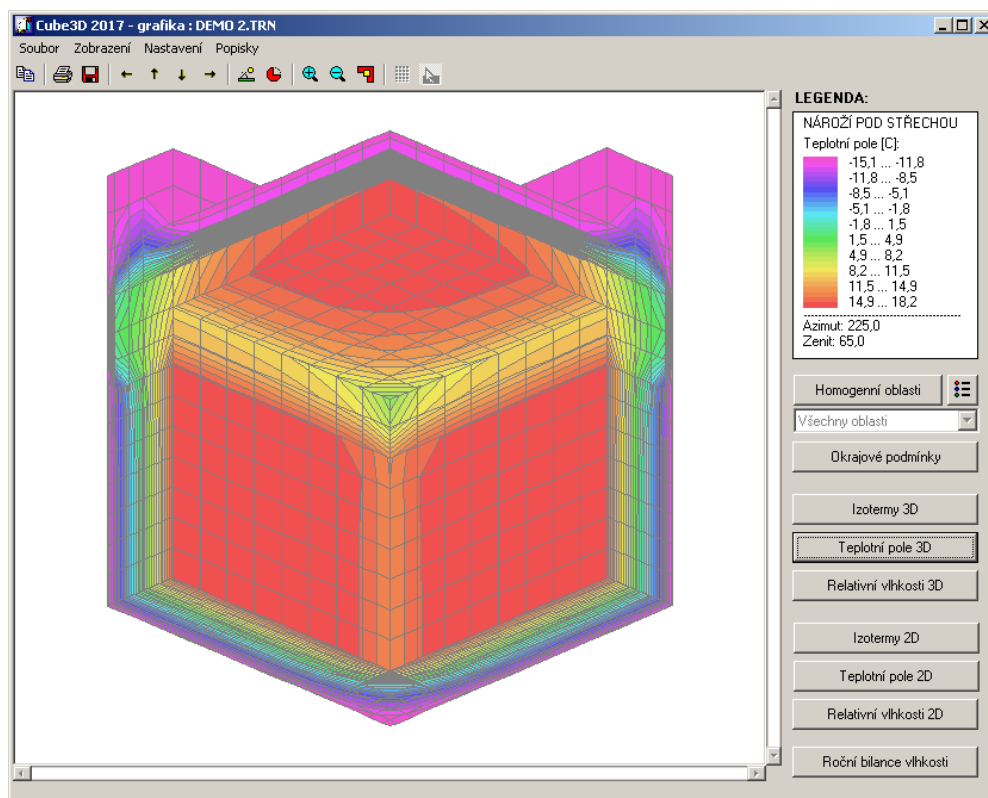 Cube3D 2017 - grafika : DEMO 2.TRN
Soubor Zobrazení Nastavení Popisky
LEGENDA:
NÁROŽÍ POD STŘECHOU
Teplotní pole [C]:
-15,1 ... -11,8
-11,8 ... -8,5
-8,5 ... -5,1
-5,1 ... -1,8
-1,8 ... 1,5
1,5 ... 4,9
4,9 ... 8,2
8,2 ... 11,5
11,5 ... 14,9
14,9 ... 18,2
Azimut: 225,0
Zenit: 65,0
Homogenní oblasti
Všechny oblasti
Okrajové podmínky
Izotermy 3D
Teplotní pole 3D
Relativní vlhkosti 3D
Izotermy 2D
Teplotní pole 2D
Relativní vlhkosti 2D
Roční bilance vlhkosti